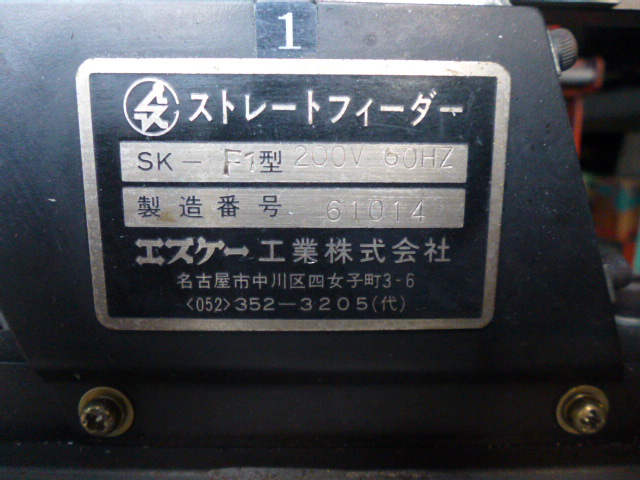 1
ストレートフィーダー
SK－F1型 200V 60HZ
製造番号 61014
エスケー工業株式会社
名古屋市中川区四女子町3-6
<052>352－3205(代)